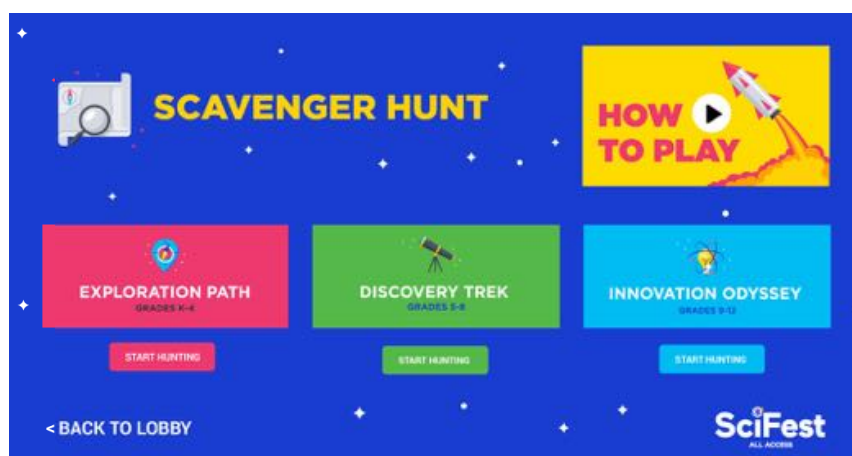 SCAVENGER HUNT
HOW
TO PLAY
EXPLORATION PATH
GRADES K-4
DISCOVERY TREK
GRADES 5-8
INNOVATION ODYSSEY
GRADES 9-12
START HUNTING
START HUNTING
START HUNTING
< BACK TO LOBBY
SciFest
ALL ACCESS